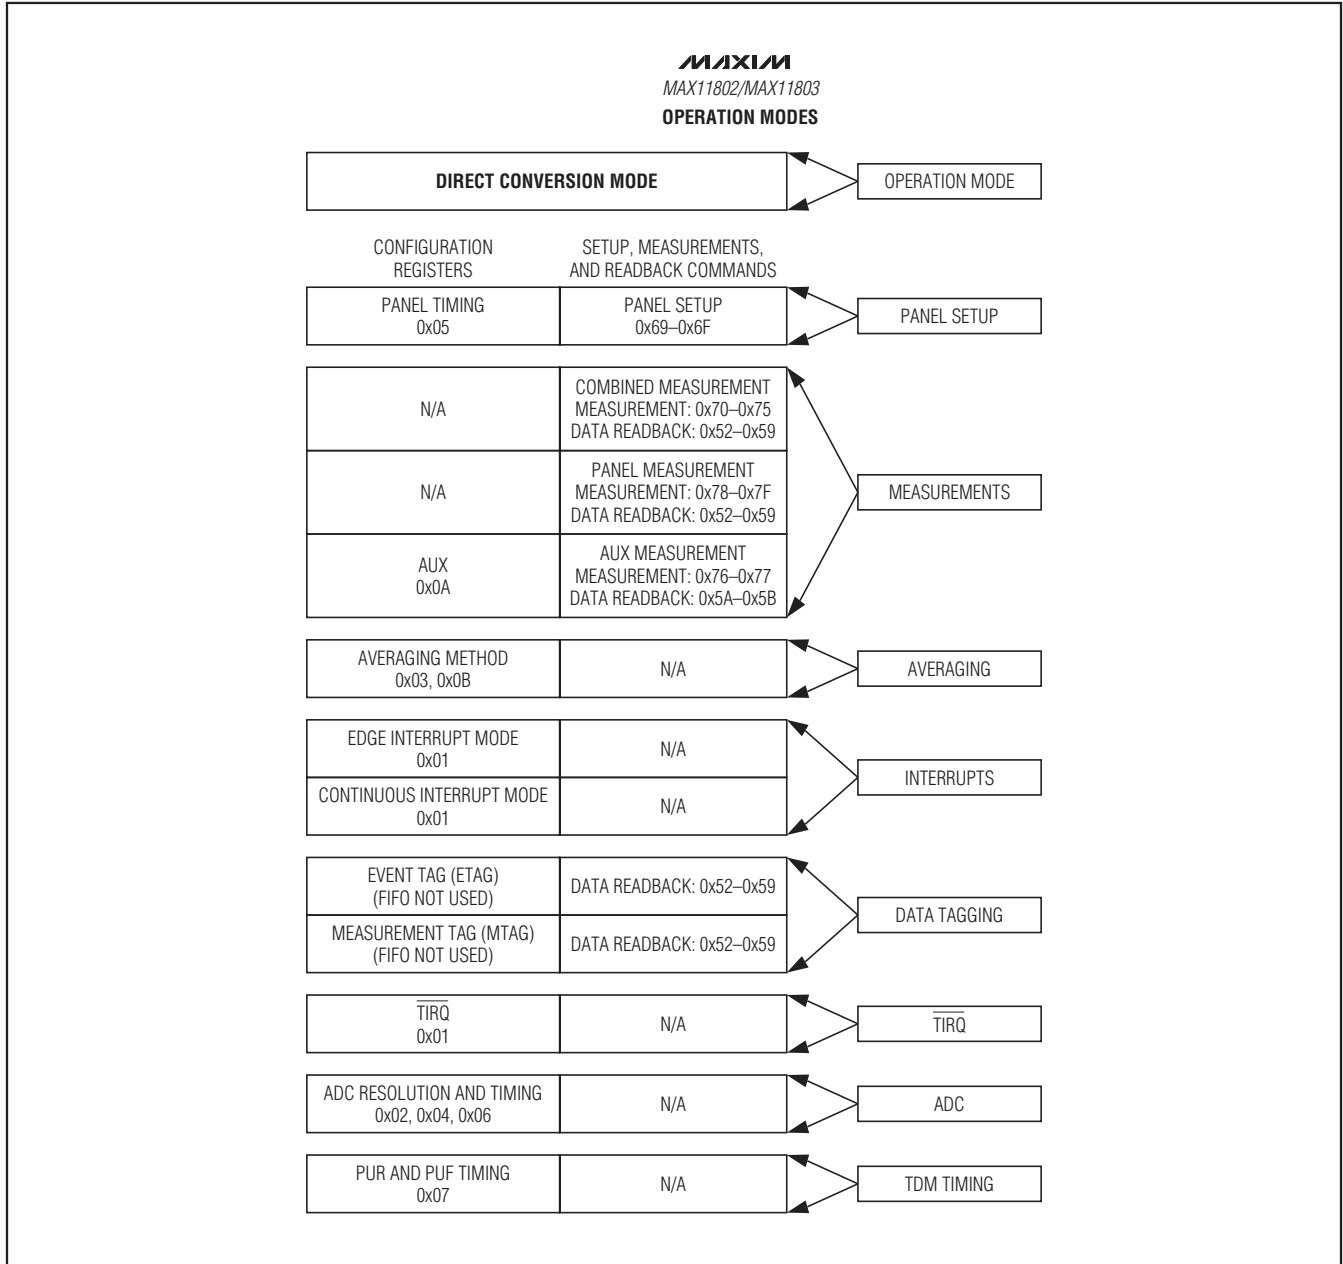 MAXIM
MAX11802/MAX11803
OPERATION MODES
DIRECT CONVERSION MODE
OPERATION MODE
CONFIGURATION
REGISTERS
SETUP, MEASUREMENTS,
AND READBACK COMMANDS
PANEL TIMING
0x05
PANEL SETUP
0x69–0x6F
PANEL SETUP
N/A
COMBINED MEASUREMENT
MEASUREMENT: 0x70–0x75
DATA READBACK: 0x52–0x59
N/A
PANEL MEASUREMENT
MEASUREMENT: 0x78–0x7F
DATA READBACK: 0x52–0x59
MEASUREMENTS
AUX
0x0A
AUX MEASUREMENT
MEASUREMENT: 0x76–0x77
DATA READBACK: 0x5A–0x5B
AVERAGING METHOD
0x03, 0x0B
N/A
AVERAGING
EDGE INTERRUPT MODE
0x01
N/A
INTERRUPTS
CONTINUOUS INTERRUPT MODE
0x01
N/A
EVENT TAG (ETAG)
(FIFO NOT USED)
DATA READBACK: 0x52–0x59
DATA TAGGING
MEASUREMENT TAG (MTAG)
(FIFO NOT USED)
DATA READBACK: 0x52–0x59
TIRQ
0x01
N/A
TIRQ
ADC RESOLUTION AND TIMING
0x02, 0x04, 0x06
N/A
ADC
PUR AND PUF TIMING
0x07
N/A
TDM TIMING